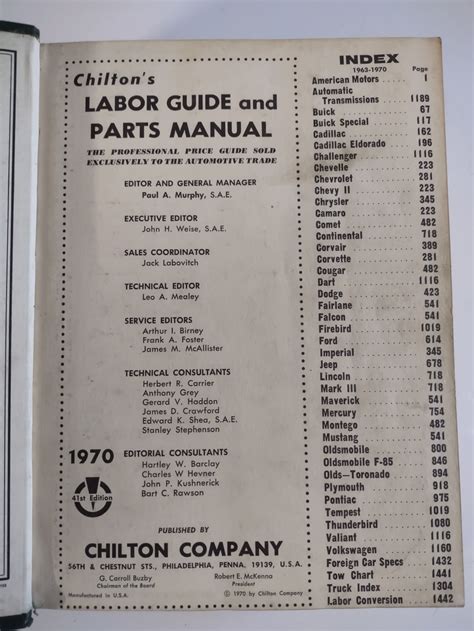 Chilton's
LABOR GUIDE and
PARTS MANUAL
THE PROFESSIONAL PRICE GUIDE SOLD
EXCLUSIVELY TO THE AUTOMOTIVE TRADE
EDITOR AND GENERAL MANAGER
Paul A. Murphy, S.A.E.
EXECUTIVE EDITOR
John H. Weise, S.A.E.
SALES COORDINATOR
Jack Labovitch
TECHNICAL EDITOR
Leo A. Mealey
SERVICE EDITORS
Arthur I. Birney
Frank A. Foster
James M. McAllister
TECHNICAL CONSULTANTS
Herbert R. Carrier
Anthony Grey
Gerard V. Haddon
James D. Crawford
Edward K. Shea, S.A.E.
Stanley Stephenson
1970 EDITORIAL CONSULTANTS
Hartley W. Barclay
Charles W Hevner
John P. Kushnerick
Bart C. Rawson
41st Edition
PUBLISHED BY
CHILTON COMPANY
56TH & CHESTNUT STS., PHILADELPHIA, PENNA. 19139, U.S.A.
G. Carroll Buzby
Chairman of the Board
Robert E. McKenna
President
Manufactured in U.S.A.
© 1970 by Chilton Company
INDEX
1963-1970 Page
American Motors 1
Automatic
Transmissions 1189
Buick 67
Buick Special 117
Cadillac 162
Cadillac Eldorado 196
Challenger 1116
Chevelle 223
Chevrolet 281
Chevy II 223
Chrysler 345
Camaro 223
Comet 482
Continental 718
Corvair 389
Corvette 281
Cougar 482
Dart 1116
Dodge 423
Fairlane 541
Falcon 541
Firebird 1019
Ford 614
Imperial 345
Jeep 678
Lincoln 718
Mark III 718
Maverick 541
Mercury 754
Montego 482
Mustang 541
Oldsmobile 800
Oldsmobile F-85 846
Olds—Toronado 894
Plymouth 918
Pontiac 975
Tempest 1019
Thunderbird 1080
Valiant 1116
Volkswagen 1160
Foreign Car Specs 1432
Tow Chart 1441
Truck Index 1304
Labor Conversion 1442